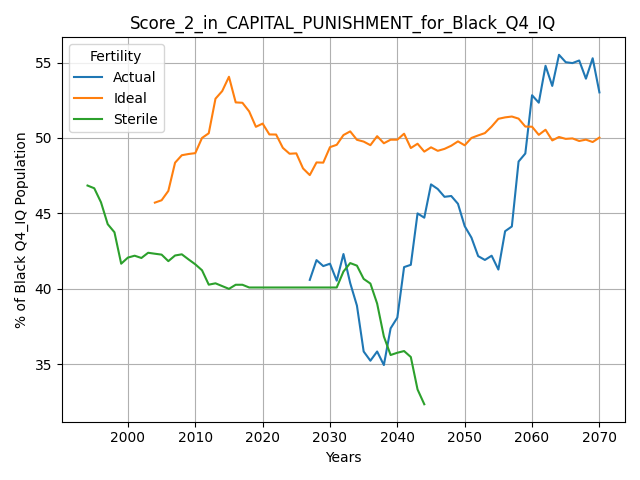 Score_2_in_CAPITAL_PUNISHMENT_for_Black_Q4_IQ
Fertility
Actual
Ideal
Sterile
% of Black Q4_IQ Population
55
50
45
40
35
2000 2010 2020 2030 2040 2050 2060 2070
Years